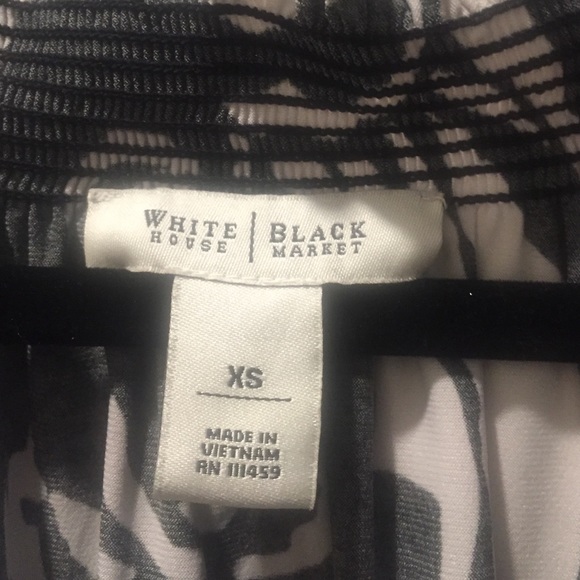 WHITE | BLACK
HOUSE | MARKET
XS
MADE IN
VIETNAM
RN 111459